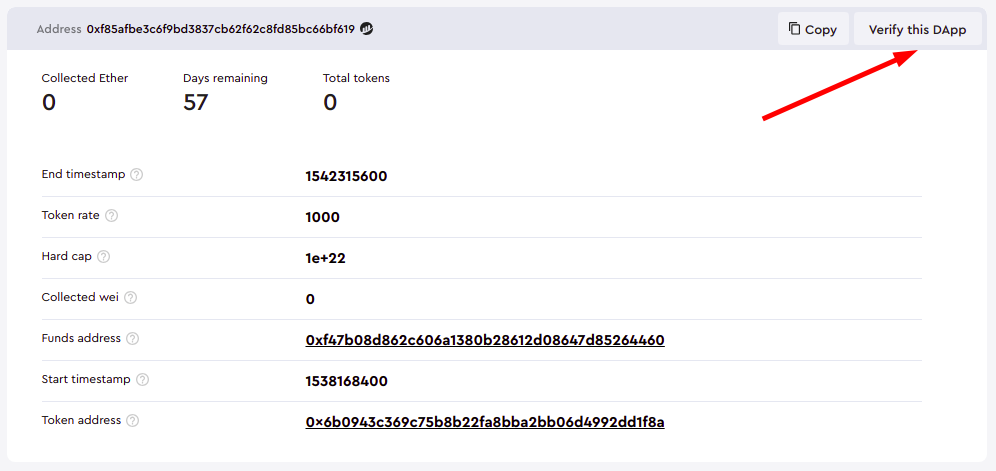 Address 0xf85afbe3c6f9bd3837cb62f62c8fd85bc66bf619 Copy Verify this DApp
Collected Ether Days remaining Total tokens
0 57 0
End timestamp ? 1542315600
Token rate ? 1000
Hard cap ? 1e+22
Collected wei ? 0
Funds address ? 0xf47b08d862c606a1380b28612d08647d85264460
Start timestamp ? 1538168400
Token address ? 0x6b0943c369c75b8b22fa8bba2bb06d4992dd1f8a